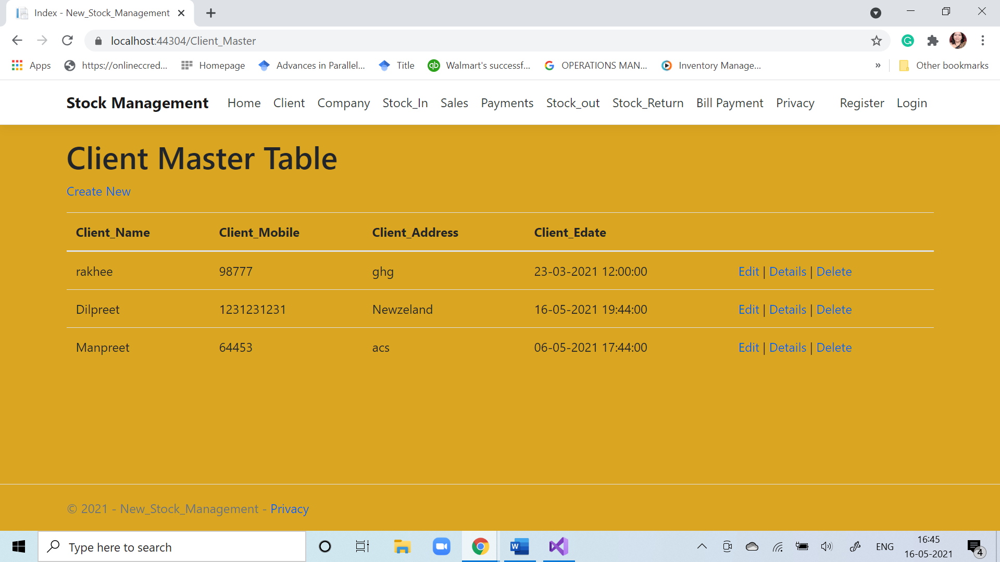 Index - New_Stock_Management
localhost:44304/Client_Master
Apps https://onlineccred... Homepage Advances in Parallel... Title Walmart's successf... OPERATIONS MAN... Inventory Manage... » Other bookmarks
Stock Management Home Client Company Stock_In Sales Payments Stock_out Stock_Return Bill Payment Privacy Register Login
Client Master Table
Create New
Client_Name Client_Mobile Client_Address Client_Edate
rakhee 98777 ghg 23-03-2021 12:00:00 Edit | Details | Delete
Dilpreet 1231231231 Newzeland 16-05-2021 19:44:00 Edit | Details | Delete
Manpreet 64453 acs 06-05-2021 17:44:00 Edit | Details | Delete
© 2021 - New_Stock_Management - Privacy
Type here to search ENG 16:45
16-05-2021 4